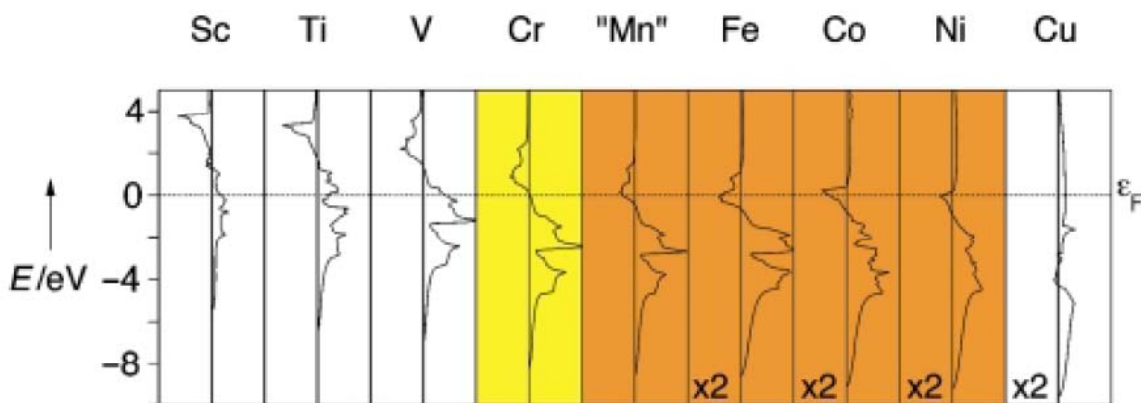 Sc Ti V Cr "Mn" Fe Co Ni Cu
4
0 εF
E/eV −4
−8
x2 x2 x2 x2